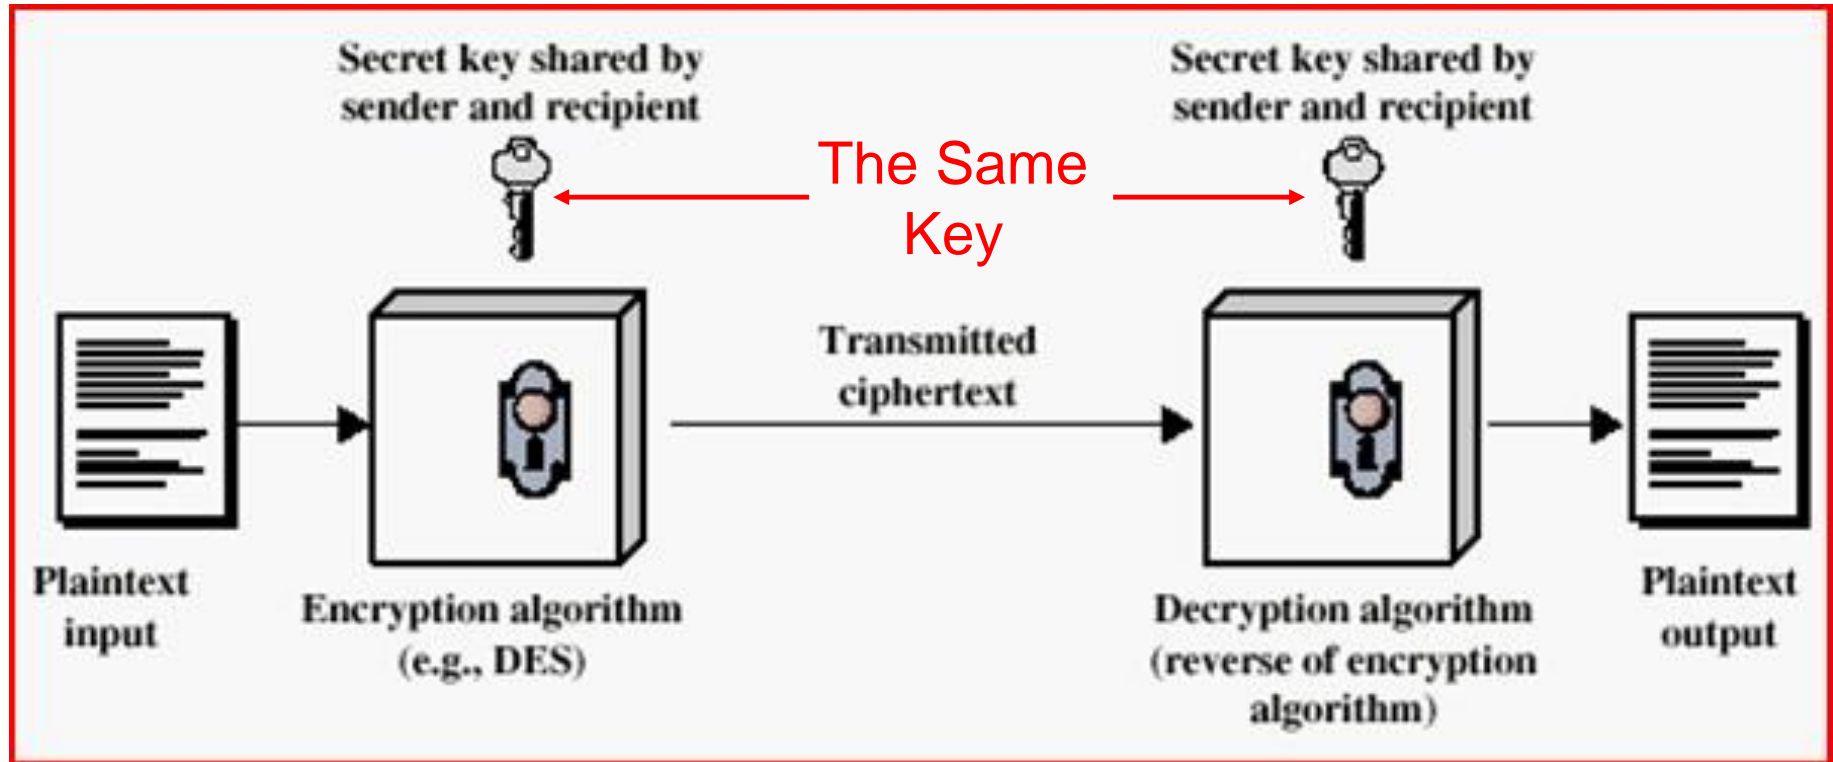 Secret key shared by
sender and recipient
Secret key shared by
sender and recipient
The Same
Key
Transmitted
ciphertext
Plaintext
input
Encryption algorithm
(e.g., DES)
Decryption algorithm
(reverse of encryption
algorithm)
Plaintext
output